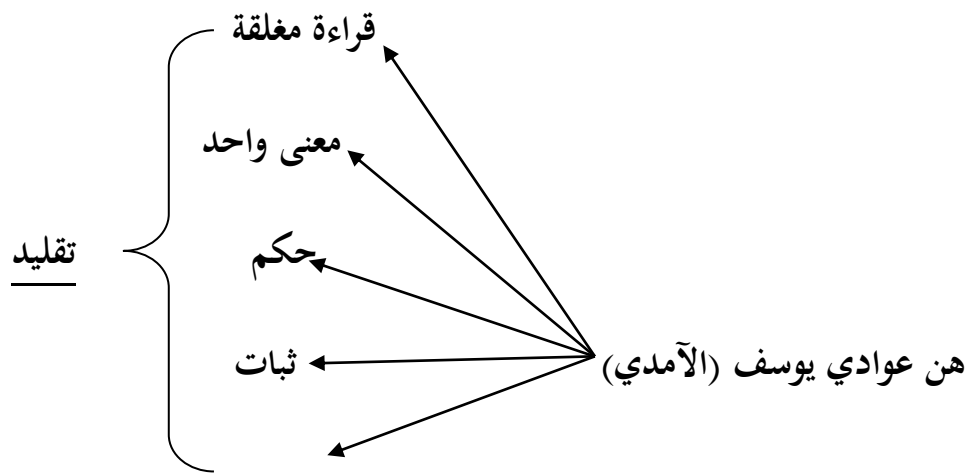 قراءة مغلقة
معنى واحد
حكم
تقليد
ثبات
هن عوادي يوسف (الآمدي)